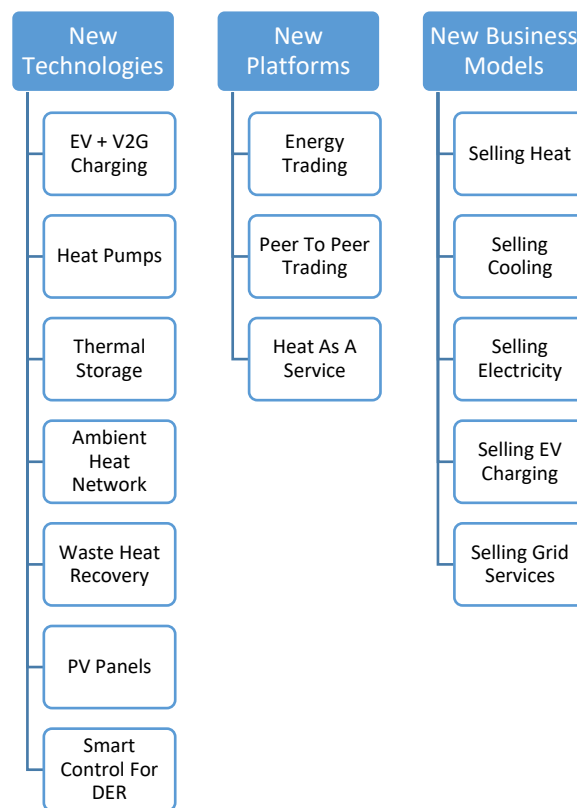 New
Technologies
EV + V2G
Charging
Heat Pumps
Thermal
Storage
Ambient
Heat
Network
Waste Heat
Recovery
PV Panels
Smart
Control For
DER
New
Platforms
Energy
Trading
Peer To Peer
Trading
Heat As A
Service
New Business
Models
Selling Heat
Selling
Cooling
Selling
Electricity
Selling EV
Charging
Selling Grid
Services